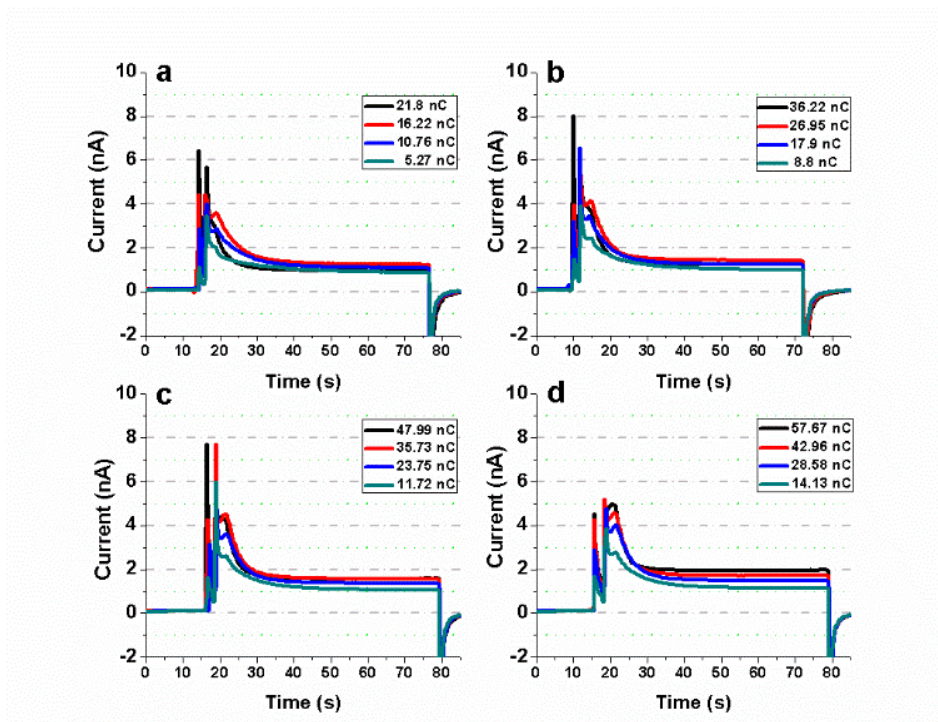 a
10
8
6
4
2
0
-2
Current (nA)
21.8 nC
16.22 nC
10.76 nC
5.27 nC
0 10 20 30 40 50 60 70 80
Time (s)
b
10
8
6
4
2
0
-2
Current (nA)
36.22 nC
26.95 nC
17.9 nC
8.8 nC
0 10 20 30 40 50 60 70 80
Time (s)
c
10
8
6
4
2
0
-2
Current (nA)
47.99 nC
35.73 nC
23.75 nC
11.72 nC
0 10 20 30 40 50 60 70 80
Time (s)
d
10
8
6
4
2
0
-2
Current (nA)
57.67 nC
42.96 nC
28.58 nC
14.13 nC
0 10 20 30 40 50 60 70 80
Time (s)